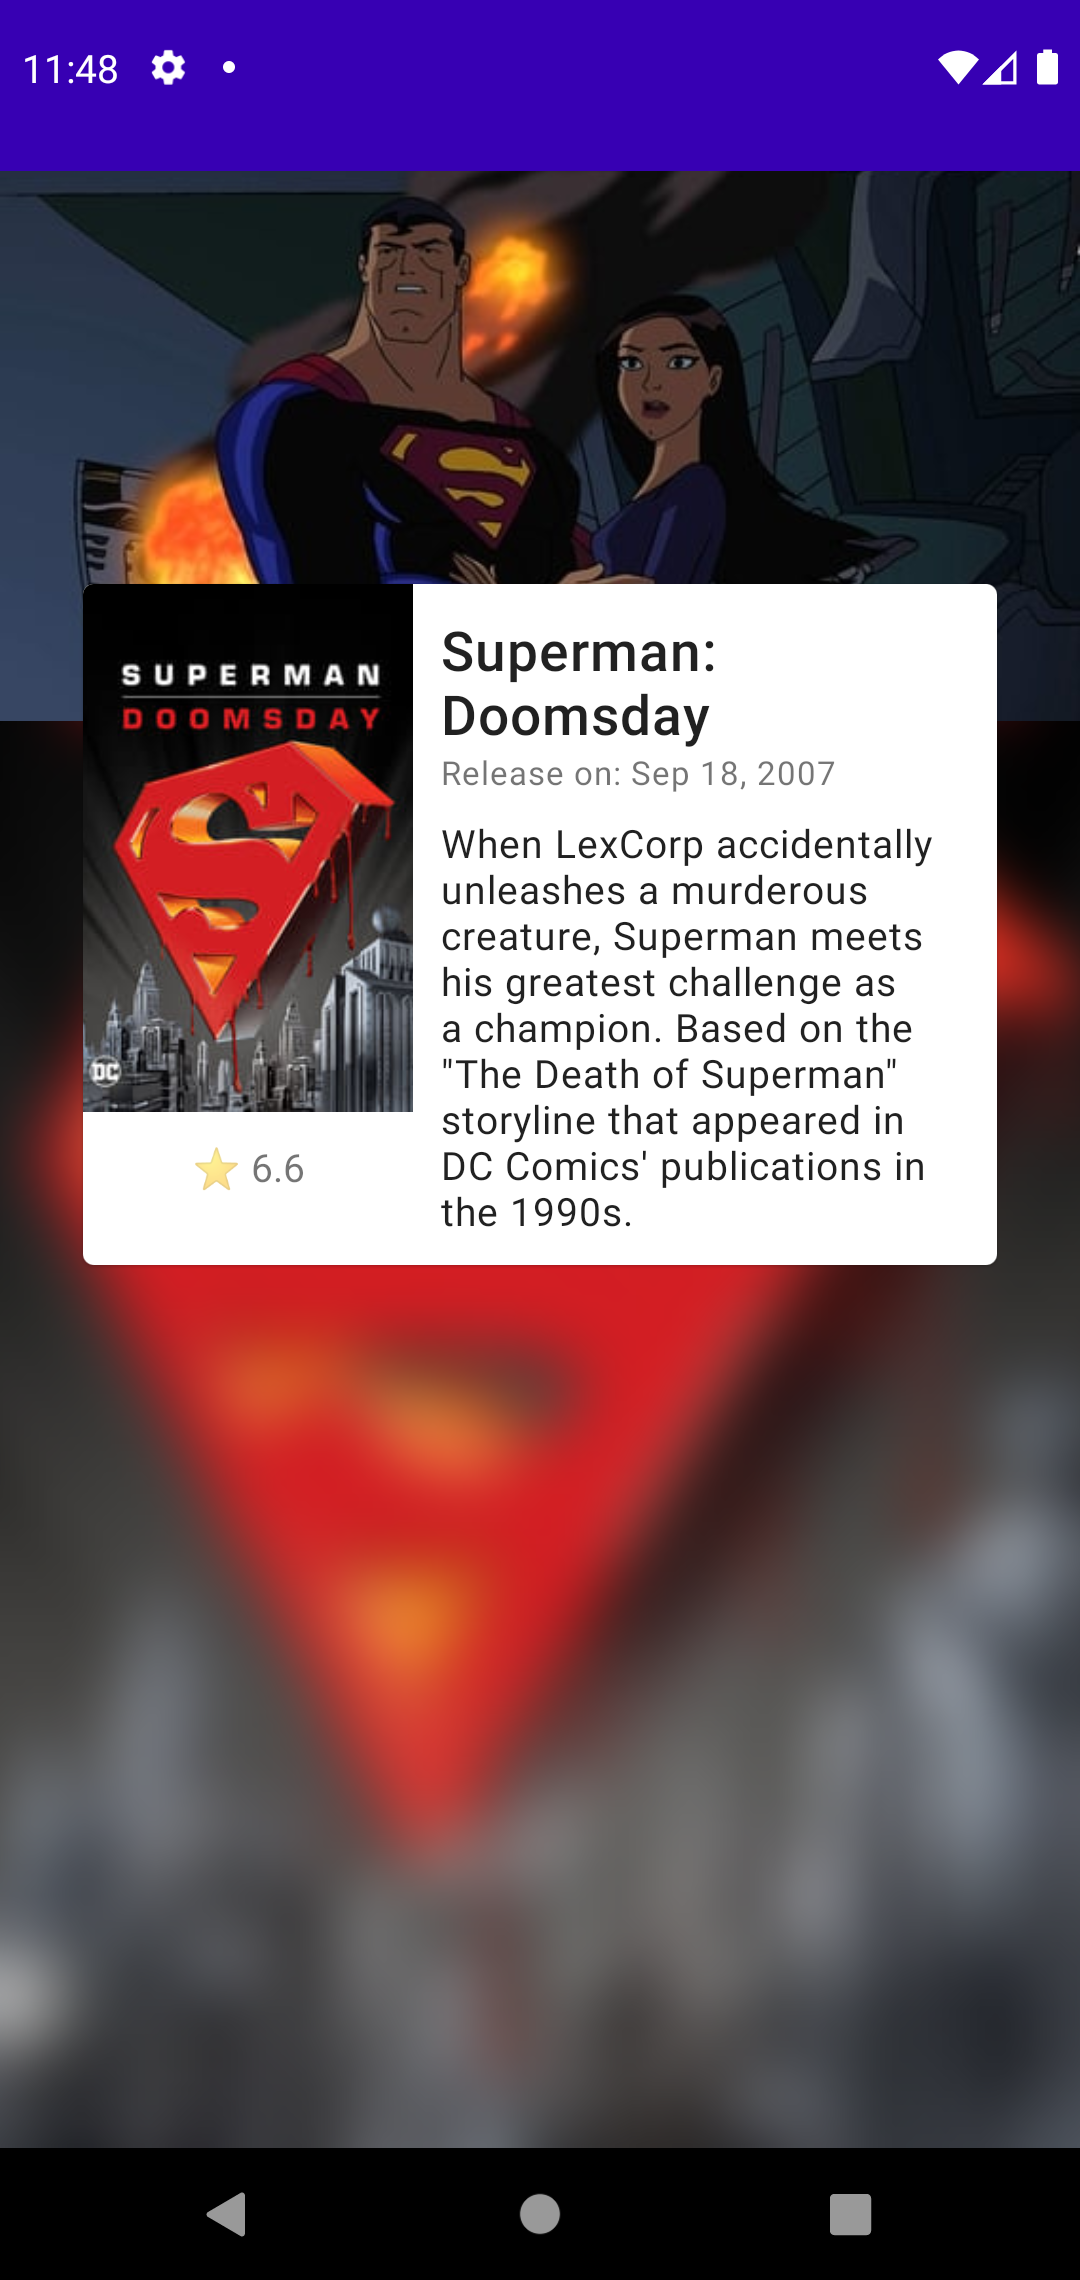 11:48
SUPERMAN
DOOMSDAY
DC
6.6
Superman:
Doomsday
Release on: Sep 18, 2007
When LexCorp accidentally
unleashes a murderous
creature, Superman meets
his greatest challenge as
a champion. Based on the
"The Death of Superman"
storyline that appeared in
DC Comics' publications in
the 1990s.